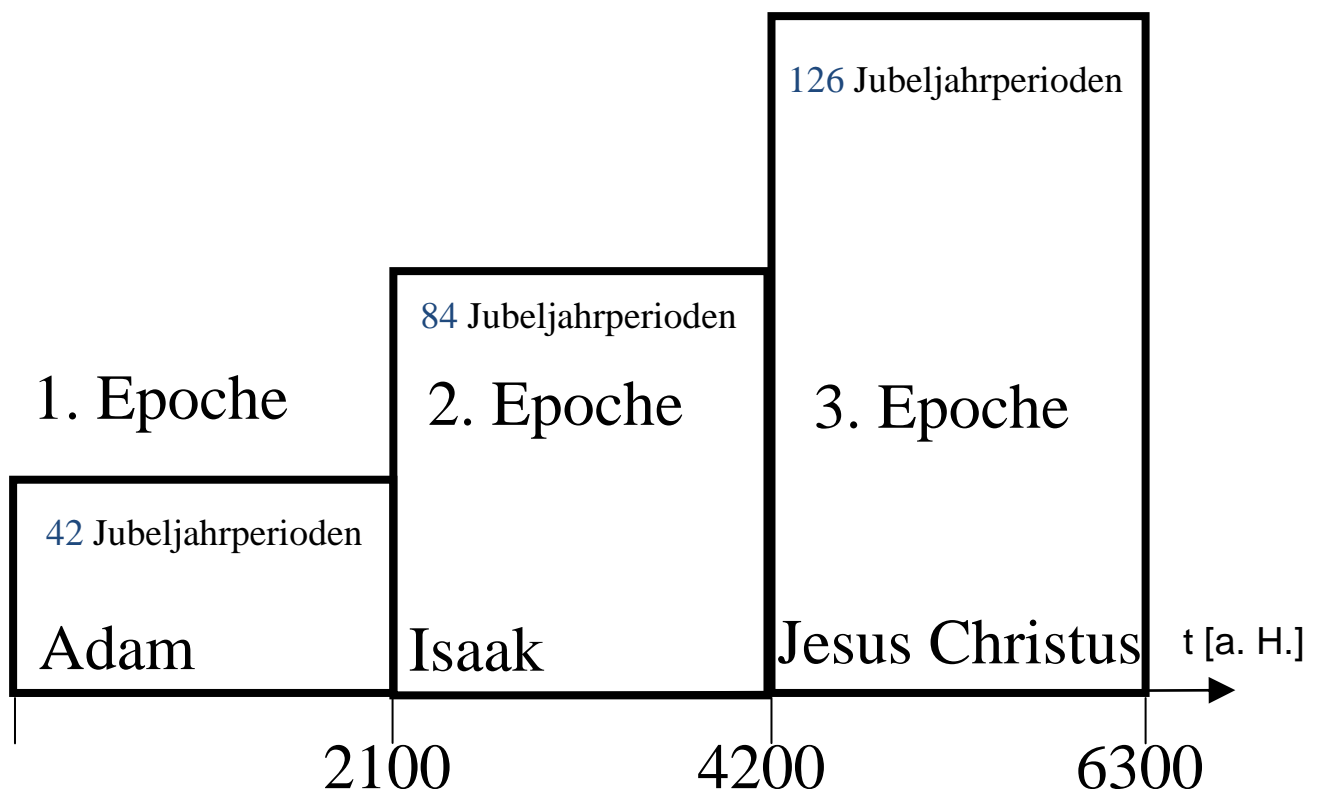 126 Jubeljahrperioden
84 Jubeljahrperioden
1. Epoche
2. Epoche
3. Epoche
42 Jubeljahrperioden
Adam
Isaak
Jesus Christus
t [a. H.]
2100
4200
6300